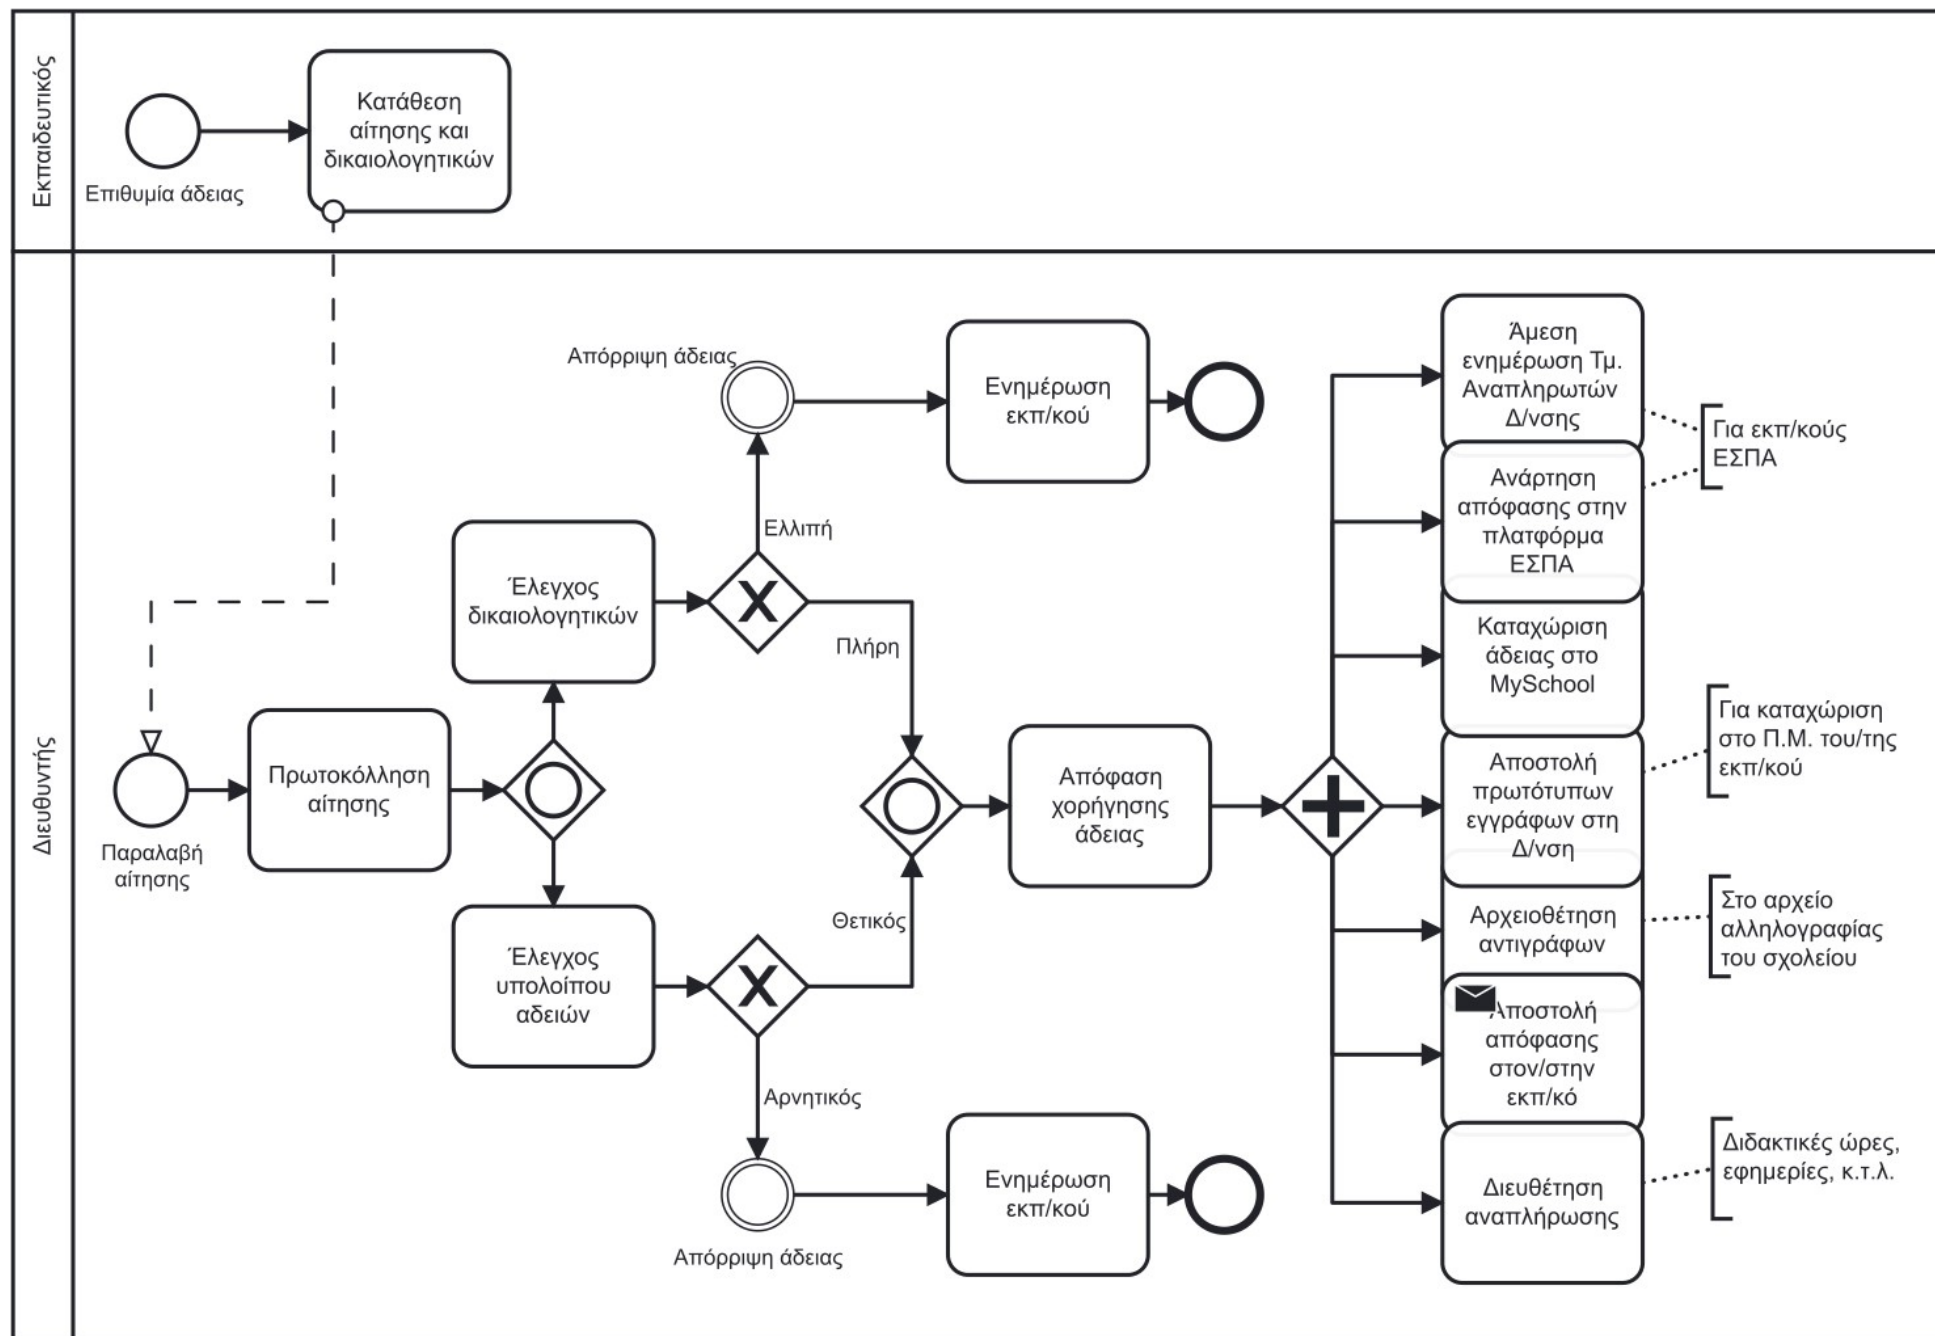 Εκπαιδευτικός
Επιθυμία άδειας
Κατάθεση
αίτησης και
δικαιολογητικών
Διευθυντής
Παραλαβή
αίτησης
Πρωτοκόλληση
αίτησης
Έλεγχος
δικαιολογητικών
Ελλιπή
Πλήρη
Απόρριψη άδειας
Ενημέρωση
εκπ/κού
Έλεγχος
υπολοίπου
αδειών
Θετικός
Αρνητικός
Απόρριψη άδειας
Ενημέρωση
εκπ/κού
Απόφαση
χορήγησης
άδειας
Άμεση
ενημέρωση Τμ.
Αναπληρωτών
Δ/νσης
Ανάρτηση
απόφασης στην
πλατφόρμα
ΕΣΠΑ
Για εκπ/κούς
ΕΣΠΑ
Καταχώριση
άδειας στο
MySchool
Αποστολή
πρωτότυπων
εγγράφων στη
Δ/νση
Για καταχώριση
στο Π.Μ. του/της
εκπ/κού
Αρχειοθέτηση
αντιγράφων
Στο αρχείο
αλληλογραφίας
του σχολείου
Αποστολή
απόφασης
στον/στην
εκπ/κό
Διευθέτηση
αναπλήρωσης
Διδακτικές ώρες,
εφημερίες, κ.τ.λ.